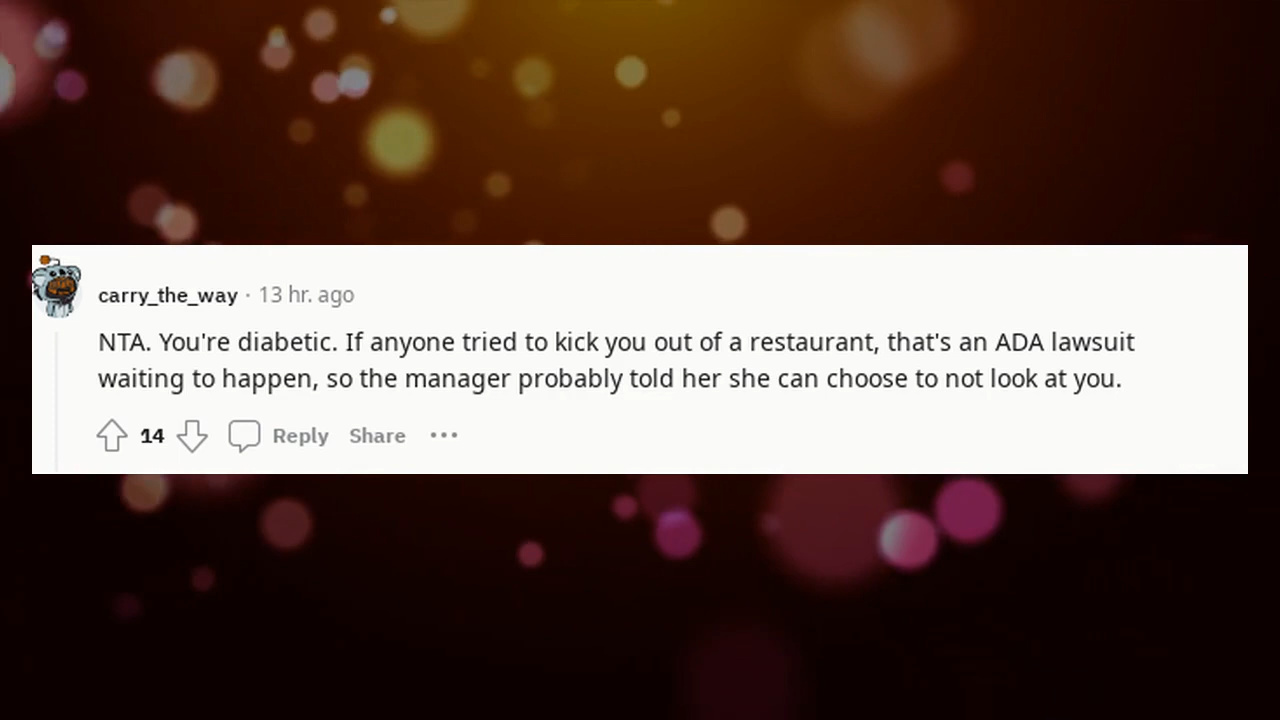 carry_the_way · 13 hr. ago
NTA. You're diabetic. If anyone tried to kick you out of a restaurant, that's an ADA lawsuit
waiting to happen, so the manager probably told her she can choose to not look at you.
14 Reply Share ···